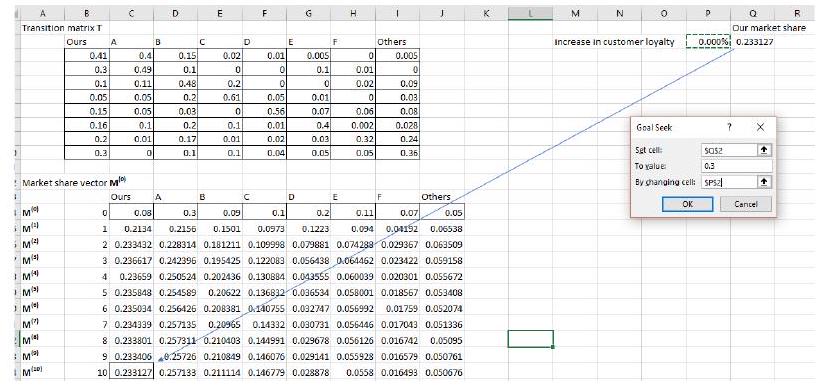 A B C D E F G H I J K L M N O P Q R
Transition matrix T Our market share
Ours A B C D E F Others increase in customer loyalty 0.000% 0.233127
0.41 0.4 0.15 0.02 0.01 0.005 0 0.005
0.3 0.49 0.1 0 0 0.1 0.01 0
0.1 0.11 0.48 0.2 0 0 0.02 0.09
0.05 0.05 0.2 0.61 0.05 0.01 0 0.03
0.15 0.05 0.03 0 0.56 0.07 0.06 0.08
0.16 0.1 0.2 0.1 0.01 0.4 0.002 0.028
0.2 0.01 0.17 0.01 0.02 0.03 0.32 0.24
0.3 0 0.1 0.1 0.04 0.05 0.05 0.36
Goal Seek ? X
Set cell: $Q$2
To value: 0.3
By changing cell: $P$2
OK Cancel
Market share vector M(0)
Ours A B C D E F Others
M(0) 0 0.08 0.3 0.09 0.1 0.2 0.11 0.07 0.05
M(1) 1 0.2134 0.2156 0.1501 0.0973 0.1223 0.094 0.04192 0.06538
M(2) 2 0.233432 0.228314 0.181211 0.109998 0.079881 0.074288 0.029367 0.063509
M(3) 3 0.236617 0.242396 0.195425 0.122083 0.056438 0.064462 0.023422 0.059158
M(4) 4 0.23659 0.250524 0.202436 0.130884 0.043555 0.060039 0.020301 0.055672
M(5) 5 0.235848 0.254589 0.20622 0.136832 0.036534 0.058001 0.018567 0.053408
M(6) 6 0.235034 0.256426 0.208381 0.140755 0.032747 0.056992 0.01759 0.052074
M(7) 7 0.234339 0.257135 0.20965 0.14332 0.030731 0.056446 0.017043 0.051336
M(8) 8 0.233801 0.257311 0.210403 0.144991 0.029678 0.056126 0.016742 0.05095
M(9) 9 0.233406 0.25726 0.210849 0.146076 0.029141 0.055928 0.016579 0.050761
M(10) 10 0.233127 0.257133 0.211114 0.146779 0.028878 0.0558 0.016493 0.050676